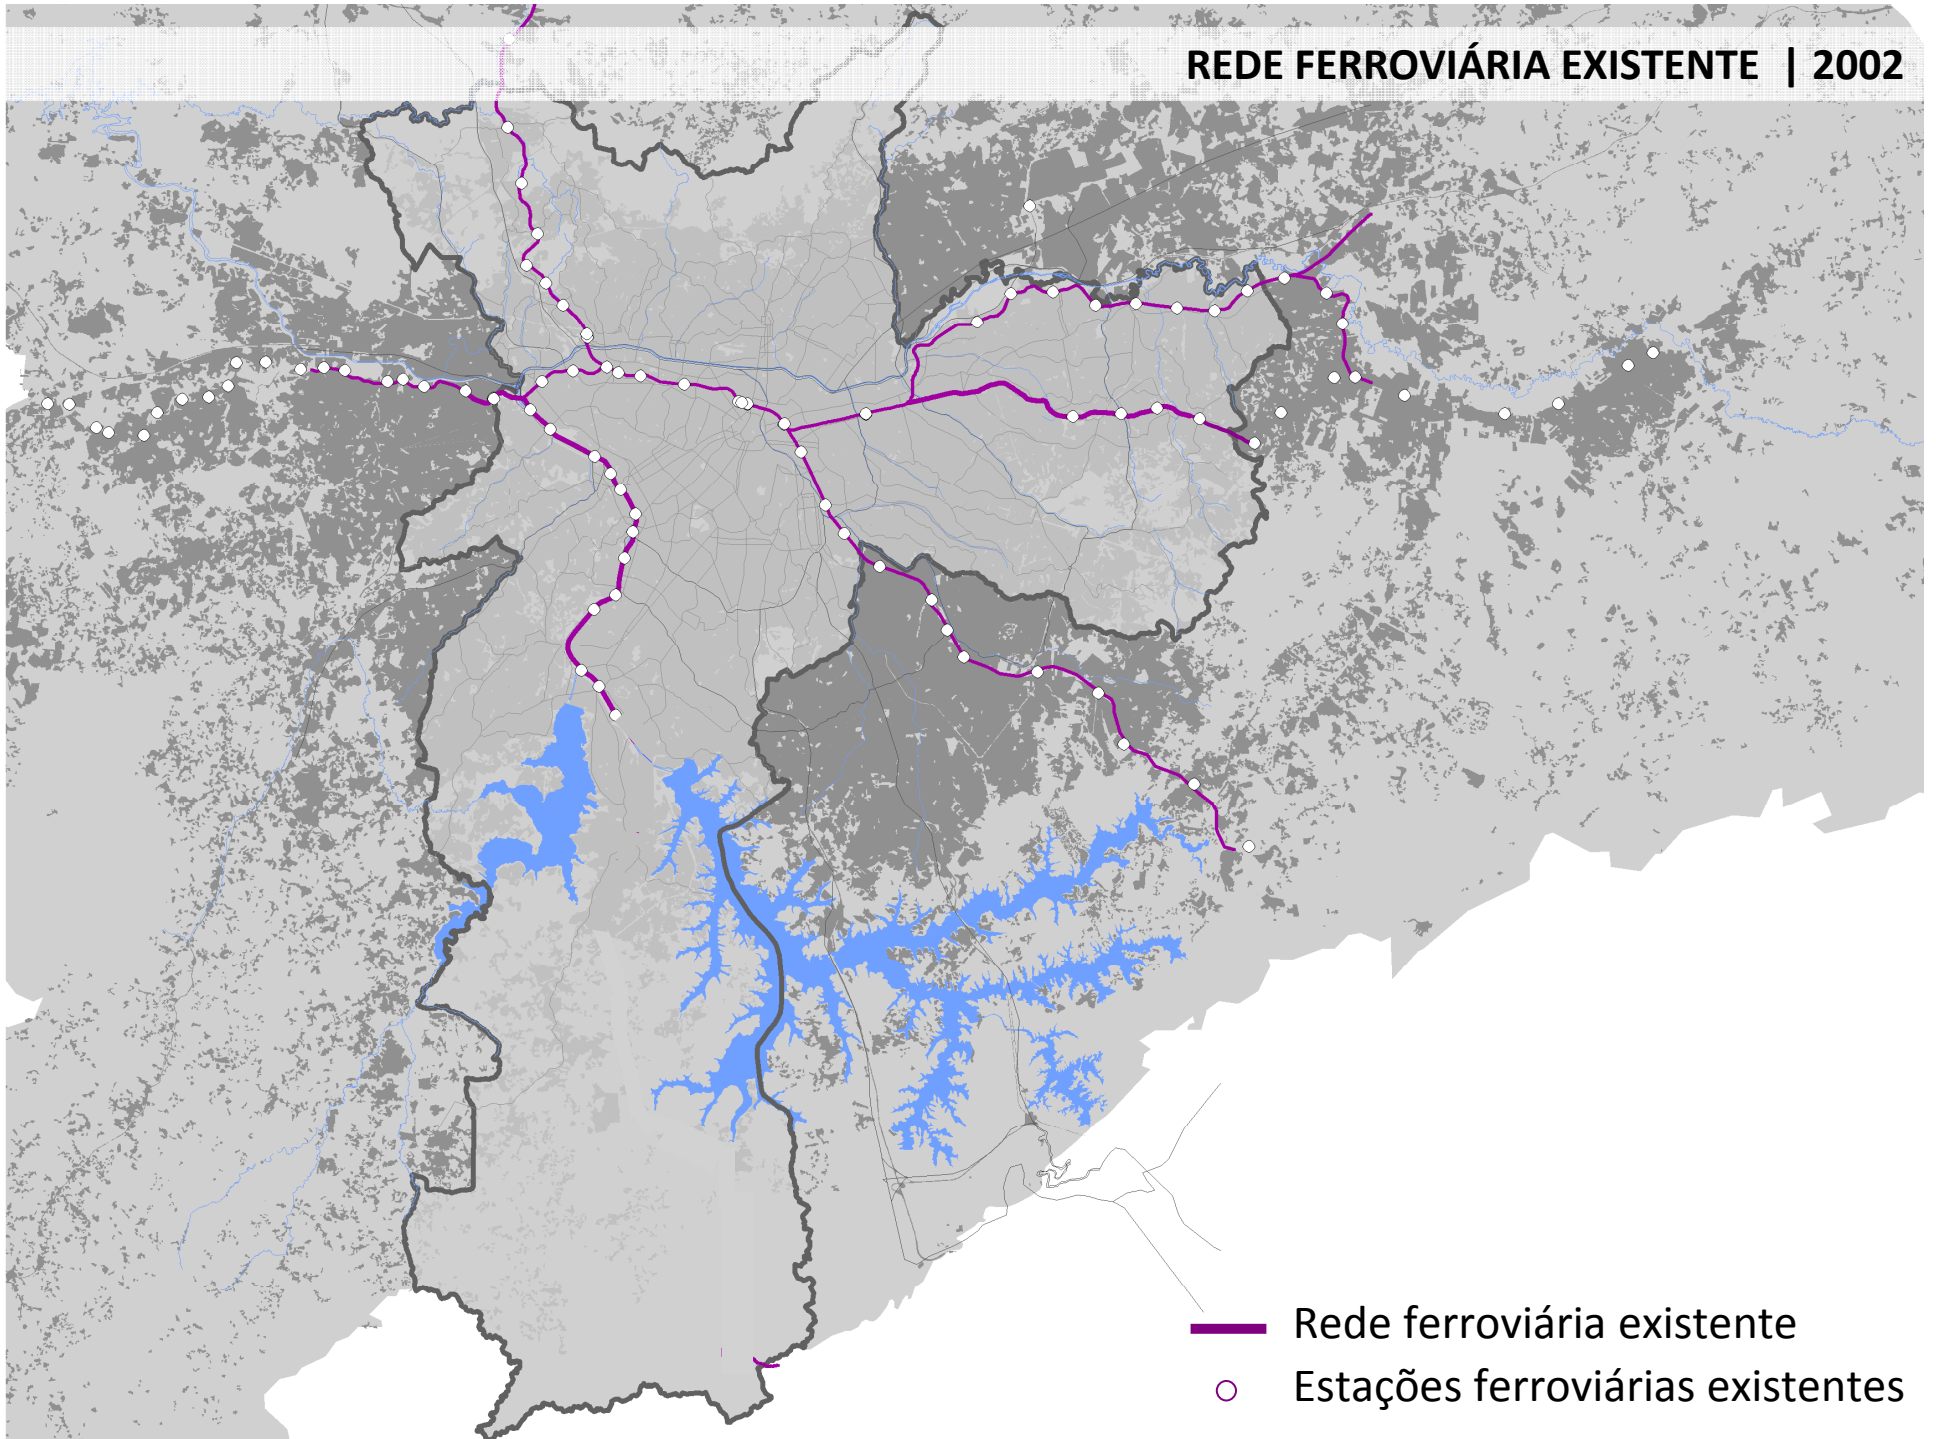 REDE FERROVIÁRIA EXISTENTE | 2002
Rede ferroviária existente
Estações ferroviárias existentes